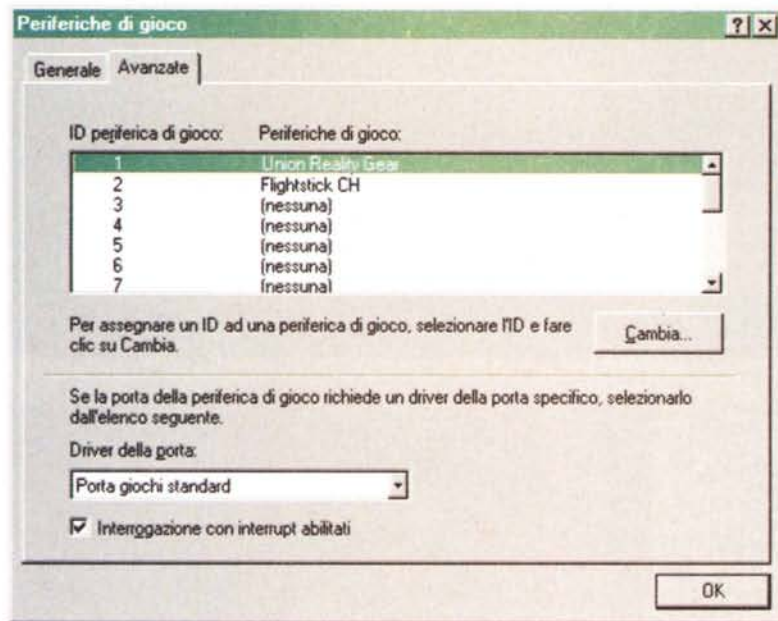 Periferiche di gioco
Generale Avanzate
ID periferica di gioco: Periferiche di gioco:
1 Union Reality Gear
2 Flightstick CH
3 (nessuna)
4 (nessuna)
5 (nessuna)
6 (nessuna)
7 (nessuna)
Per assegnare un ID ad una periferica di gioco, selezionare l'ID e fare
clic su Cambia.
Cambia...
Se la porta della periferica di gioco richiede un driver della porta specifico, selezionarlo
dall'elenco seguente.
Driver della porta:
Porta giochi standard
Interrogazione con interrupt abilitati
OK